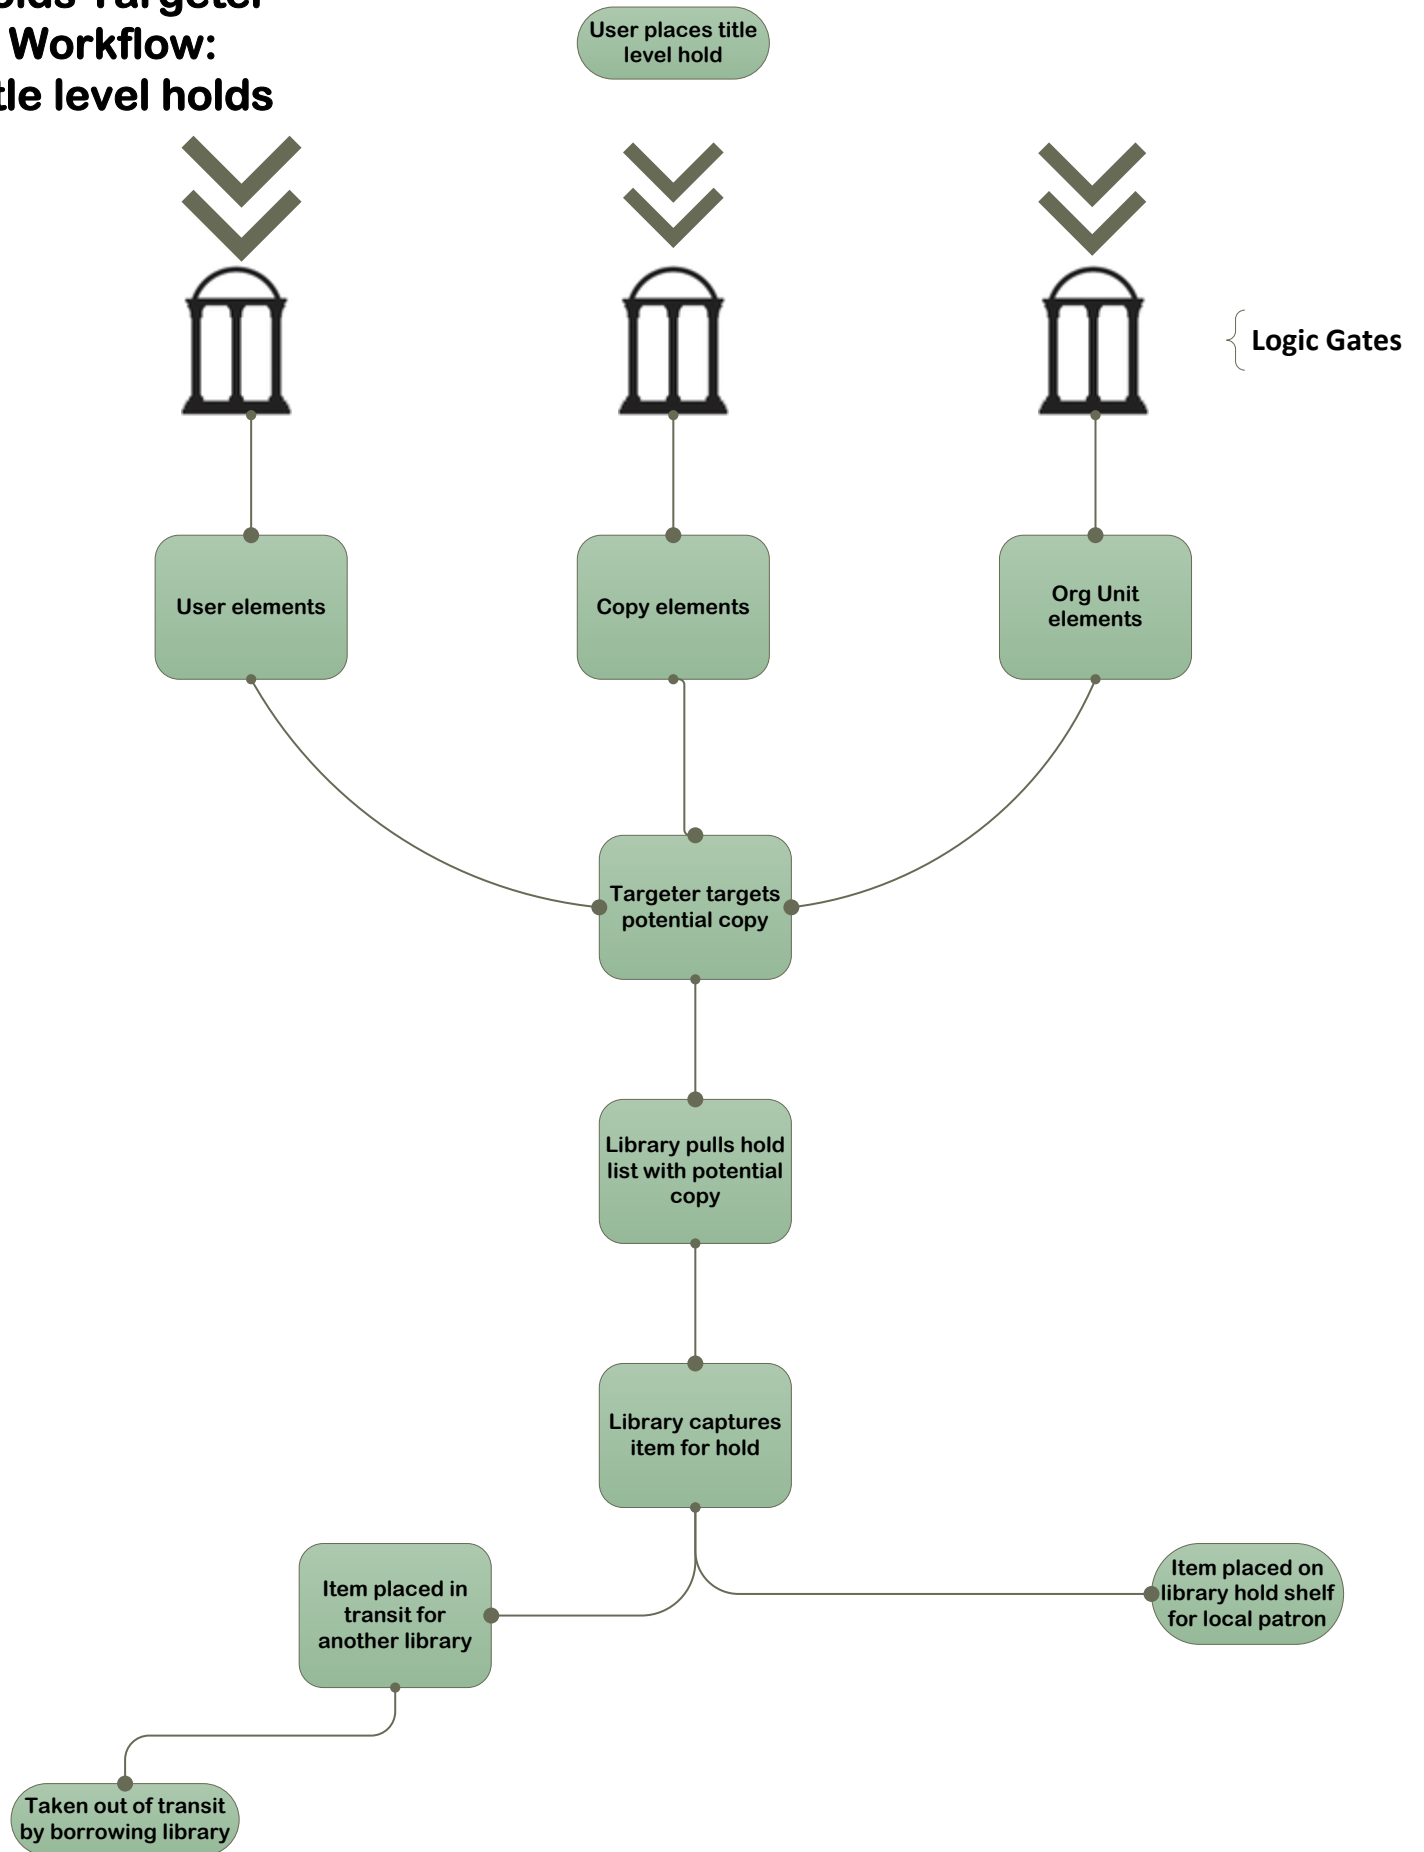 Targeter
Workflow:
level holds
User places title
level hold
Logic Gates
User elements
Copy elements
Org Unit
elements
Targeter targets
potential copy
Library pulls hold
list with potential
copy
Library captures
item for hold
Item placed in
transit for
another library
Item placed on
library hold shelf
for local patron
Taken out of transit
by borrowing library